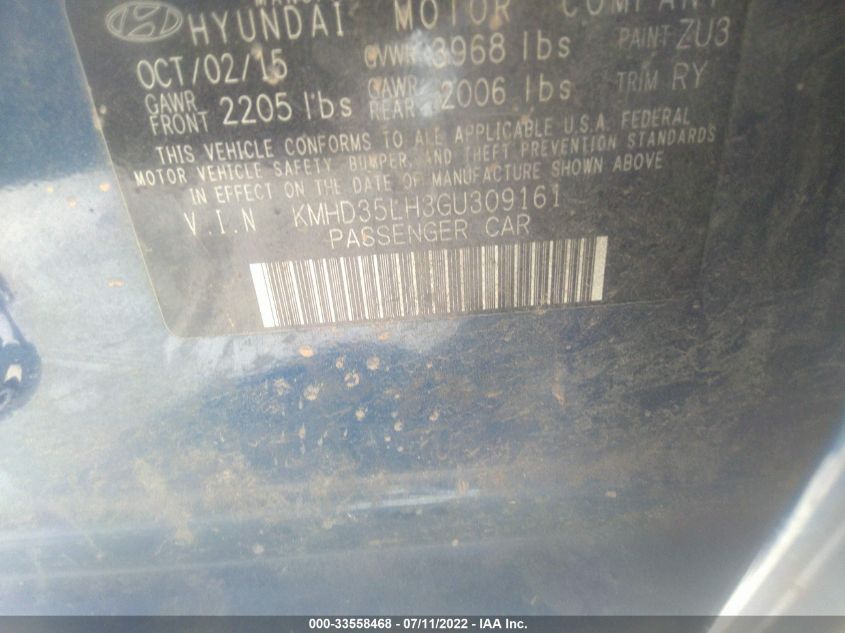 HYUNDAI MOTOR COMPANY
OCT/02/15 GVWR 3968 lbs PAINT ZU3
GAWR FRONT 2205 lbs GAWR REAR 2006 lbs TRIM RY
THIS VEHICLE CONFORMS TO ALL APPLICABLE U.S.A. FEDERAL
MOTOR VEHICLE SAFETY, BUMPER, AND THEFT PREVENTION STANDARDS
IN EFFECT ON THE DATE OF MANUFACTURE SHOWN ABOVE
V.I.N KMHD35LH3GU309161
PASSENGER CAR
000-33558468 - 07/11/2022 - IAA Inc.